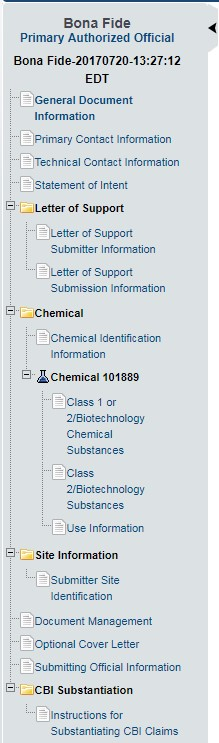 Bona Fide
Primary Authorized Official
Bona Fide-20170720-13:27:12
EDT
General Document
Information
Primary Contact Information
Technical Contact Information
Statement of Intent
Letter of Support
Letter of Support
Submitter Information
Letter of Support
Submission Information
Chemical
Chemical Identification
Information
Chemical 101889
Class 1 or
2/Biotechnology
Chemical
Substances
Class
2/Biotechnology
Substances
Use Information
Site Information
Submitter Site
Identification
Document Management
Optional Cover Letter
Submitting Official Information
CBI Substantiation
Instructions for
Substantiating CBI Claims